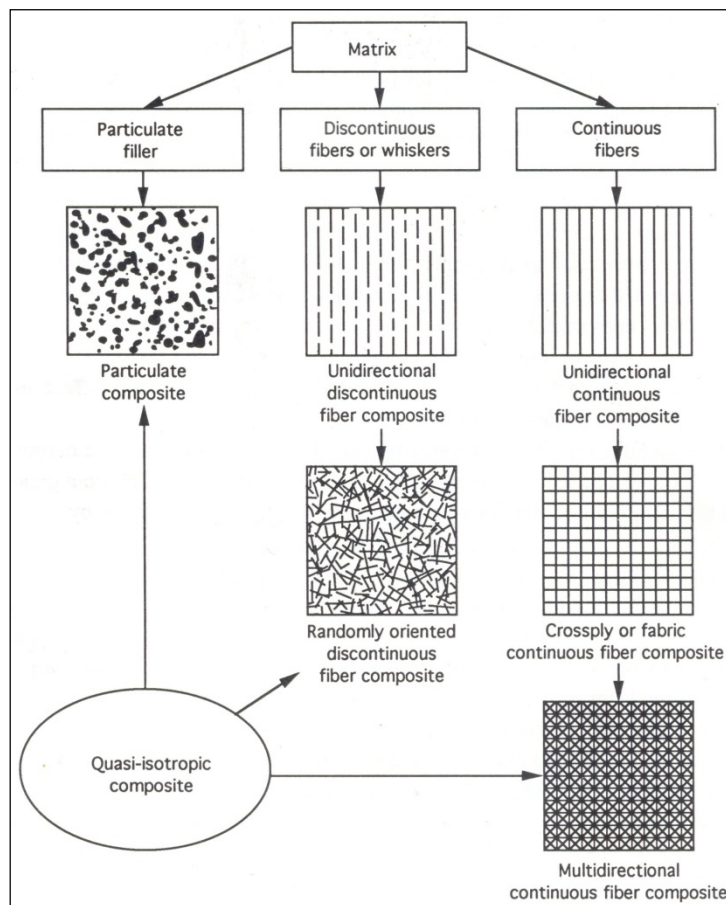 Matrix
Particulate
filler
Discontinuous
fibers or whiskers
Continuous
fibers
Particulate
composite
Unidirectional
discontinuous
fiber composite
Unidirectional
continuous
fiber composite
Randomly oriented
discontinuous
fiber composite
Crossply or fabric
continuous fiber composite
Quasi-isotropic
composite
Multidirectional
continuous fiber composite